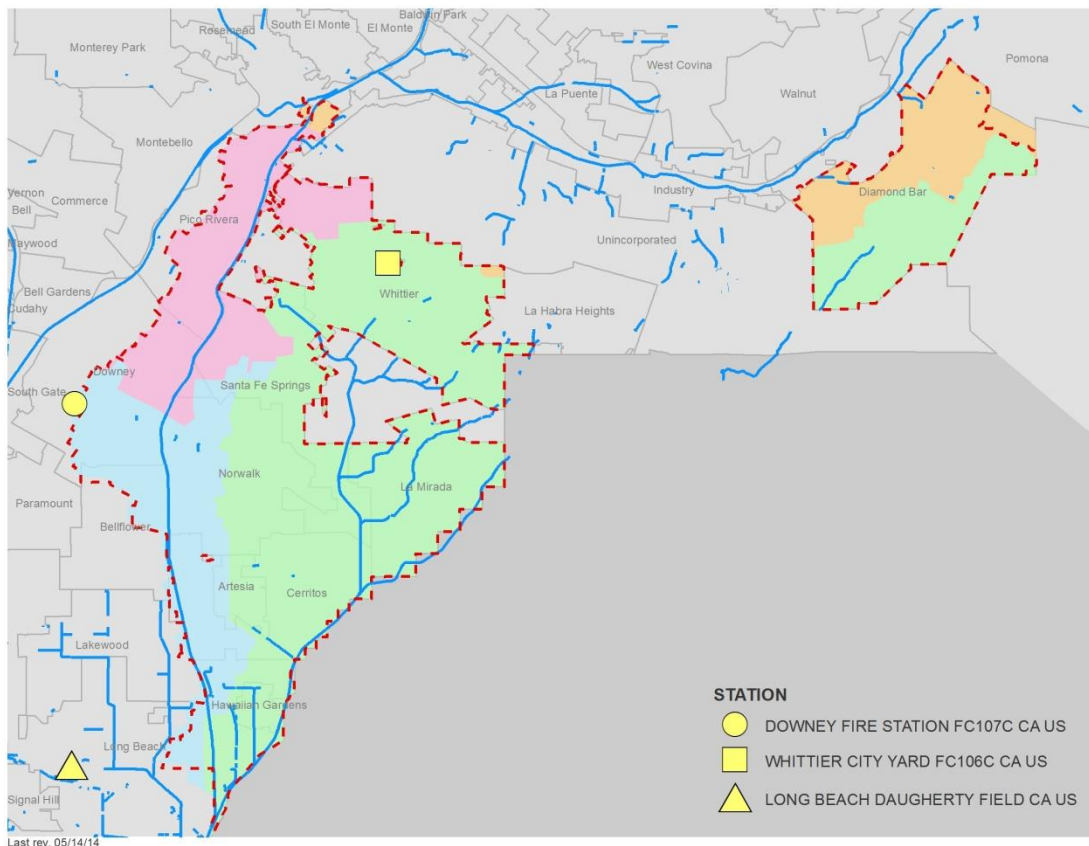 Baldwin Park
South El Monte
El Monte
Rosemead
Monterey Park
Pomona
West Covina
Walnut
La Puente
Montebello
Vernon
Commerce
Bell
Industry
Diamond Bar
Pico Rivera
Maywood
Unincorporated
Bell Gardens
Whittier
Cudahy
La Habra Heights
Downey
Santa Fe Springs
South Gate
Norwalk
La Mirada
Paramount
Bellflower
Artesia
Cerritos
Lakewood
Hawaiian Gardens
Long Beach
Signal Hill
STATION
DOWNEY FIRE STATION FC107C CA US
WHITTIER CITY YARD FC106C CA US
LONG BEACH DAUGHERTY FIELD CA US
Last rev. 05/14/14